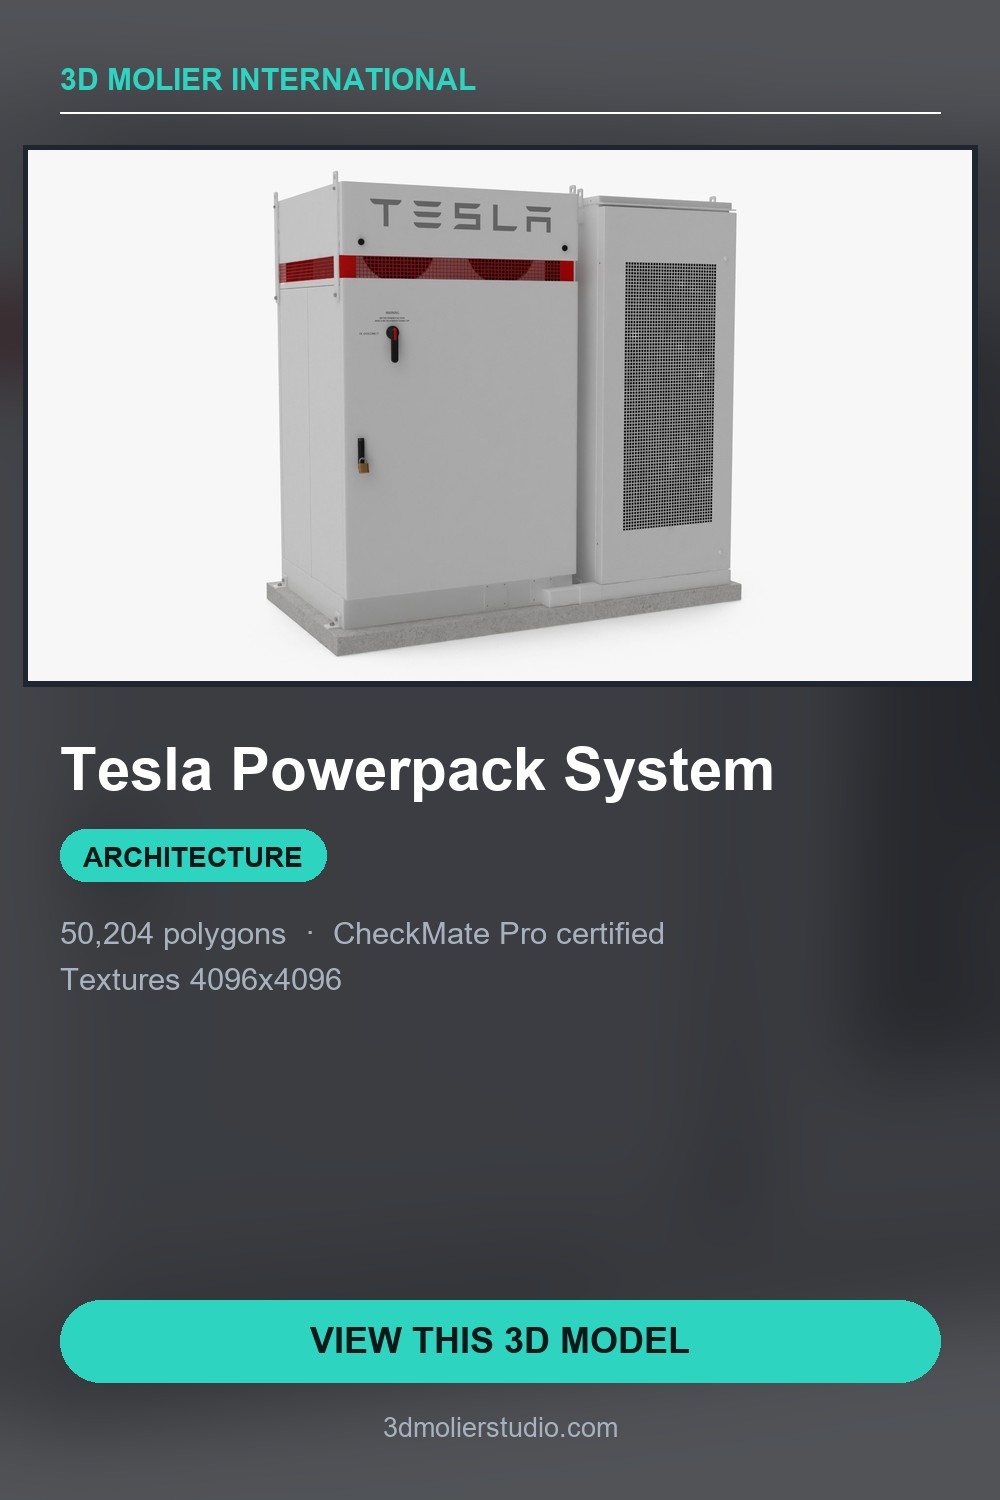 3D MOLIER INTERNATIONAL
TESLA
Tesla Powerpack System
ARCHITECTURE
50,204 polygons · CheckMate Pro certified
Textures 4096x4096
VIEW THIS 3D MODEL
3dmolierstudio.com